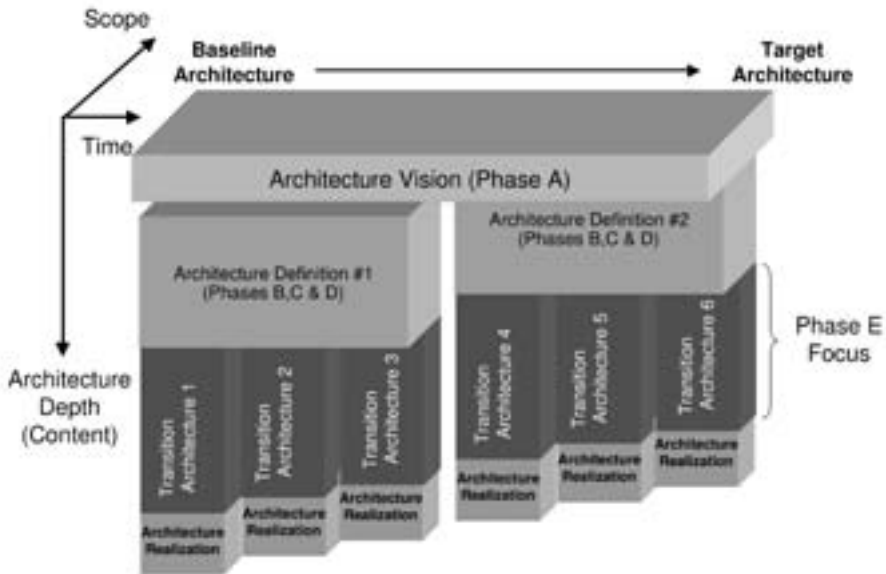 Scope
Baseline
Architecture
Target
Architecture
Time
Architecture Vision (Phase A)
Architecture Definition #1
(Phases B,C & D)
Architecture Definition #2
(Phases B,C & D)
Architecture
Depth
(Content)
Transition
Architecture 1
Transition
Architecture 2
Transition
Architecture 3
Transition
Architecture 4
Transition
Architecture 5
Transition
Architecture 6
Phase E
Focus
Architecture
Realization
Architecture
Realization
Architecture
Realization
Architecture
Realization
Architecture
Realization
Architecture
Realization